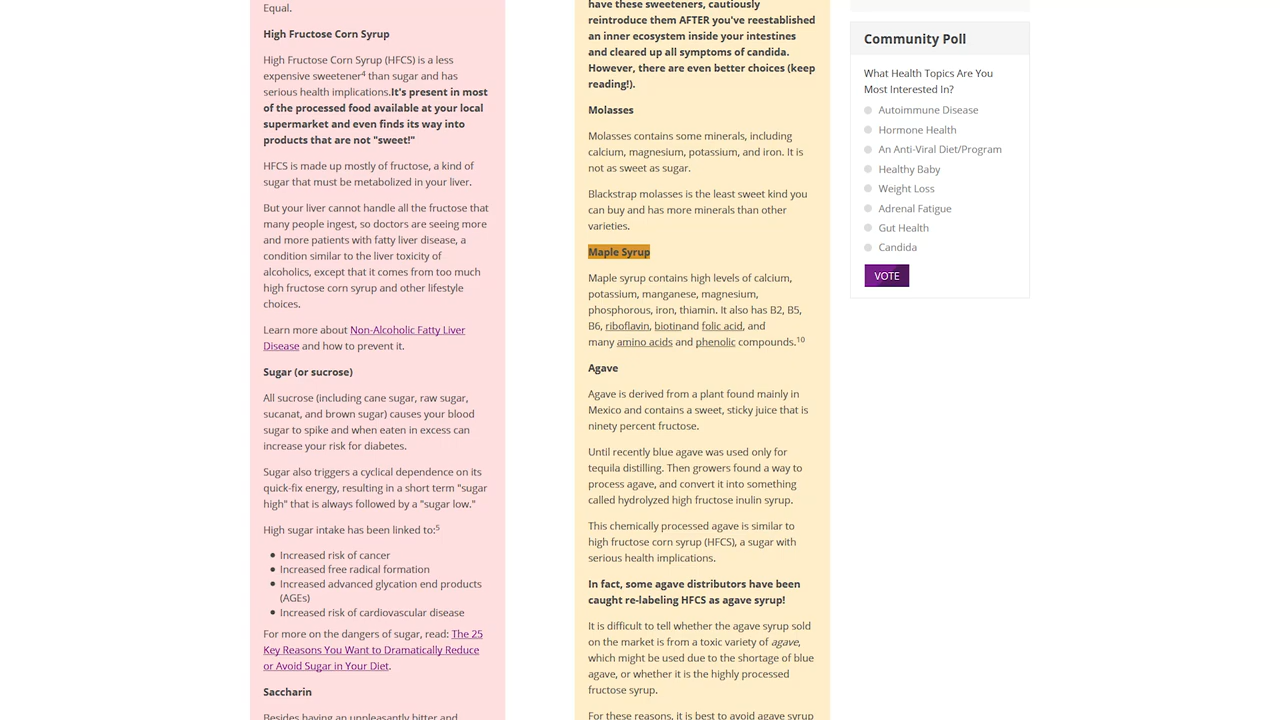 Equal.
High Fructose Corn Syrup
High Fructose Corn Syrup (HFCS) is a less
expensive sweetener4 than sugar and has
serious health implications.It's present in most
of the processed food available at your local
supermarket and even finds its way into
products that are not "sweet!"
HFCS is made up mostly of fructose, a kind of
sugar that must be metabolized in your liver.
But your liver cannot handle all the fructose that
many people ingest, so doctors are seeing more
and more patients with fatty liver disease, a
condition similar to the liver toxicity of
alcoholics, except that it comes from too much
high fructose corn syrup and other lifestyle
choices.
Learn more about Non-Alcoholic Fatty Liver
Disease and how to prevent it.
Sugar (or sucrose)
All sucrose (including cane sugar, raw sugar,
sucanat, and brown sugar) causes your blood
sugar to spike and when eaten in excess can
increase your risk for diabetes.
Sugar also triggers a cyclical dependence on its
quick-fix energy, resulting in a short term "sugar
high" that is always followed by a "sugar low."
High sugar intake has been linked to:5
● Increased risk of cancer
● Increased free radical formation
● Increased advanced glycation end products
(AGEs)
● Increased risk of cardiovascular disease
For more on the dangers of sugar, read: The 25
Key Reasons You Want to Dramatically Reduce
or Avoid Sugar in Your Diet.
Saccharin
Besides having an unpleasantly bitter and
have these sweeteners, cautiously
reintroduce them AFTER you've reestablished
an inner ecosystem inside your intestines
and cleared up all symptoms of candida.
However, there are even better choices (keep
reading!).
Molasses
Molasses contains some minerals, including
calcium, magnesium, potassium, and iron. It is
not as sweet as sugar.
Blackstrap molasses is the least sweet kind you
can buy and has more minerals than other
varieties.
Maple Syrup
Maple syrup contains high levels of calcium,
potassium, manganese, magnesium,
phosphorous, iron, thiamin. It also has B2, B5,
B6, riboflavin, biotinand folic acid, and
many amino acids and phenolic compounds.10
Agave
Agave is derived from a plant found mainly in
Mexico and contains a sweet, sticky juice that is
ninety percent fructose.
Until recently blue agave was used only for
tequila distilling. Then growers found a way to
process agave, and convert it into something
called hydrolyzed high fructose inulin syrup.
This chemically processed agave is similar to
high fructose corn syrup (HFCS), a sugar with
serious health implications.
In fact, some agave distributors have been
caught re-labeling HFCS as agave syrup!
It is difficult to tell whether the agave syrup sold
on the market is from a toxic variety of agave,
which might be used due to the shortage of blue
agave, or whether it is the highly processed
fructose syrup.
For these reasons, it is best to avoid agave syrup
Community Poll
What Health Topics Are You
Most Interested In?
Autoimmune Disease
Hormone Health
An Anti-Viral Diet/Program
Healthy Baby
Weight Loss
Adrenal Fatigue
Gut Health
Candida
VOTE